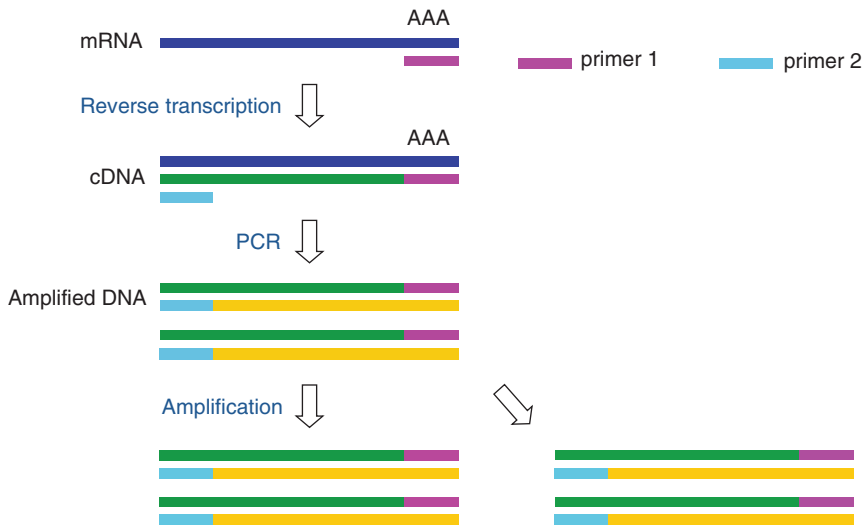 AAA
mRNA
primer 1
primer 2
Reverse transcription
AAA
cDNA
PCR
Amplified DNA
Amplification